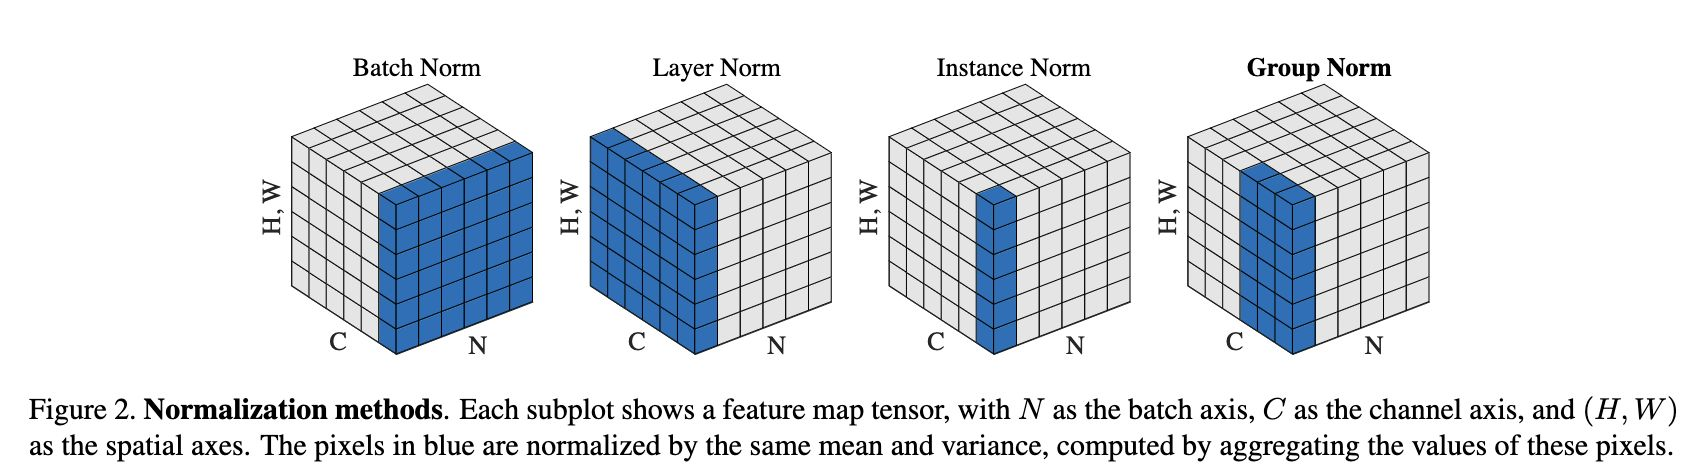 Batch Norm
Layer Norm
Instance Norm
Group Norm
H, W
C
N
H, W
C
N
H, W
C
N
H, W
C
N
Figure 2. Normalization methods. Each subplot shows a feature map tensor, with N as the batch axis, C as the channel axis, and (H, W)
as the spatial axes. The pixels in blue are normalized by the same mean and variance, computed by aggregating the values of these pixels.